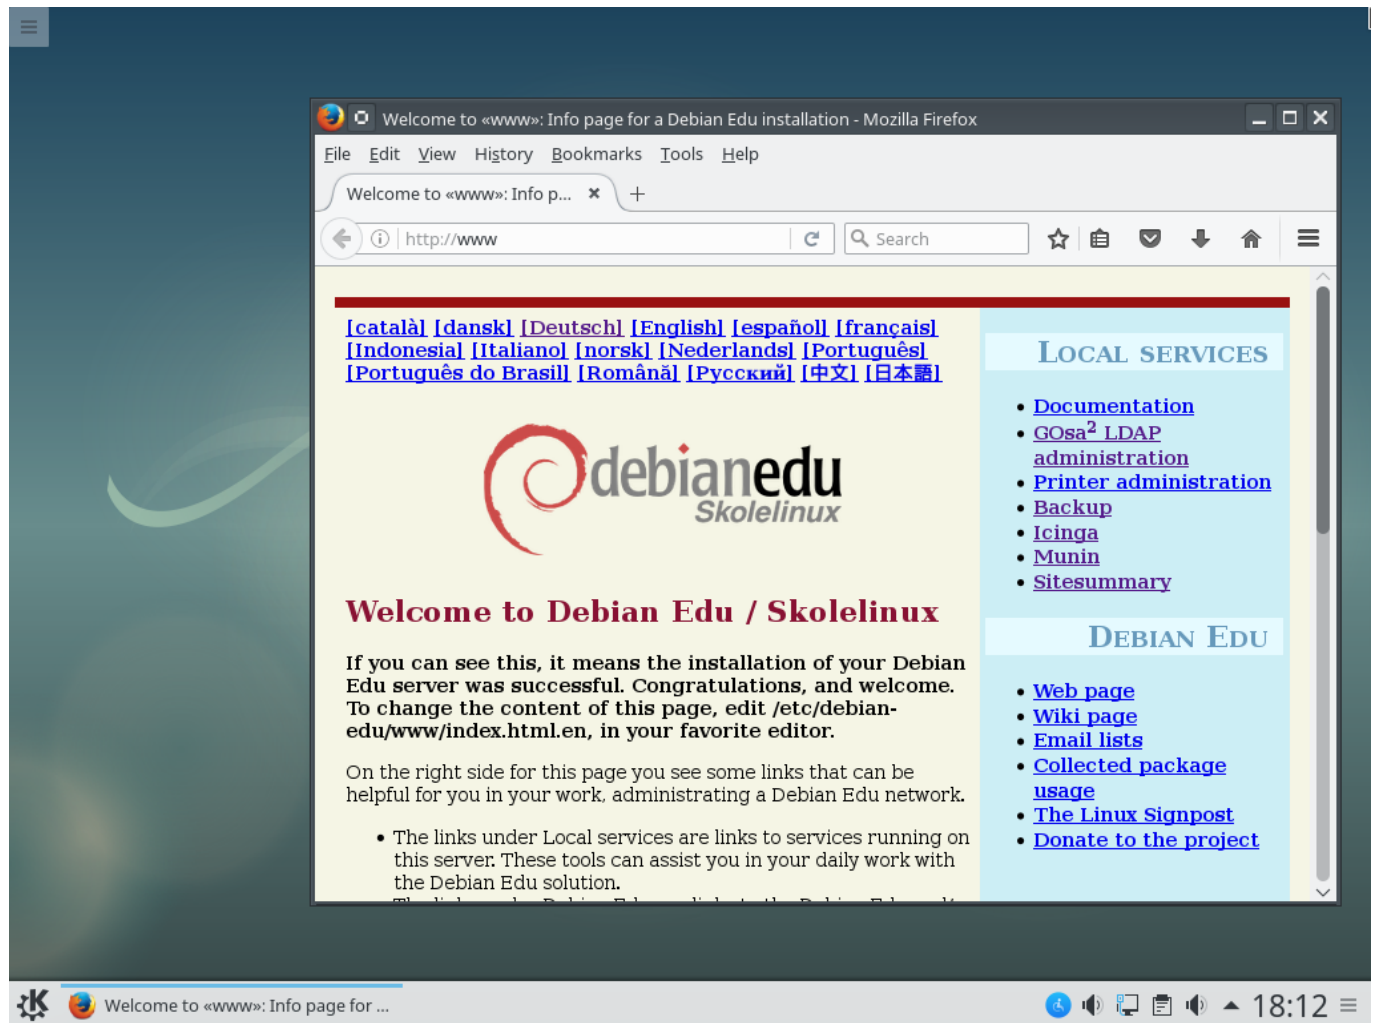 Welcome to «www»: Info page for a Debian Edu installation - Mozilla Firefox
File Edit View History Bookmarks Tools Help
Welcome to «www»: Info p...
http://www
Search
[català] [dansk] [Deutsch] [English] [español] [français]
[Indonesia] [Italiano] [norsk] [Nederlands] [Português]
[Português do Brasil] [Română] [Русский] [中文] [日本語]
debianedu
Skolelinux
Welcome to Debian Edu / Skolelinux
If you can see this, it means the installation of your Debian
Edu server was successful. Congratulations, and welcome.
To change the content of this page, edit /etc/debian-
edu/www/index.html.en, in your favorite editor.
On the right side for this page you see some links that can be
helpful for you in your work, administrating a Debian Edu network.
• The links under Local services are links to services running on
this server. These tools can assist you in your daily work with
the Debian Edu solution.
LOCAL SERVICES
• Documentation
• GOsa² LDAP
administration
• Printer administration
• Backup
• Icinga
• Munin
• Sitesummary
DEBIAN EDU
• Web page
• Wiki page
• Email lists
• Collected package
usage
• The Linux Signpost
• Donate to the project
Welcome to «www»: Info page for ...
18:12